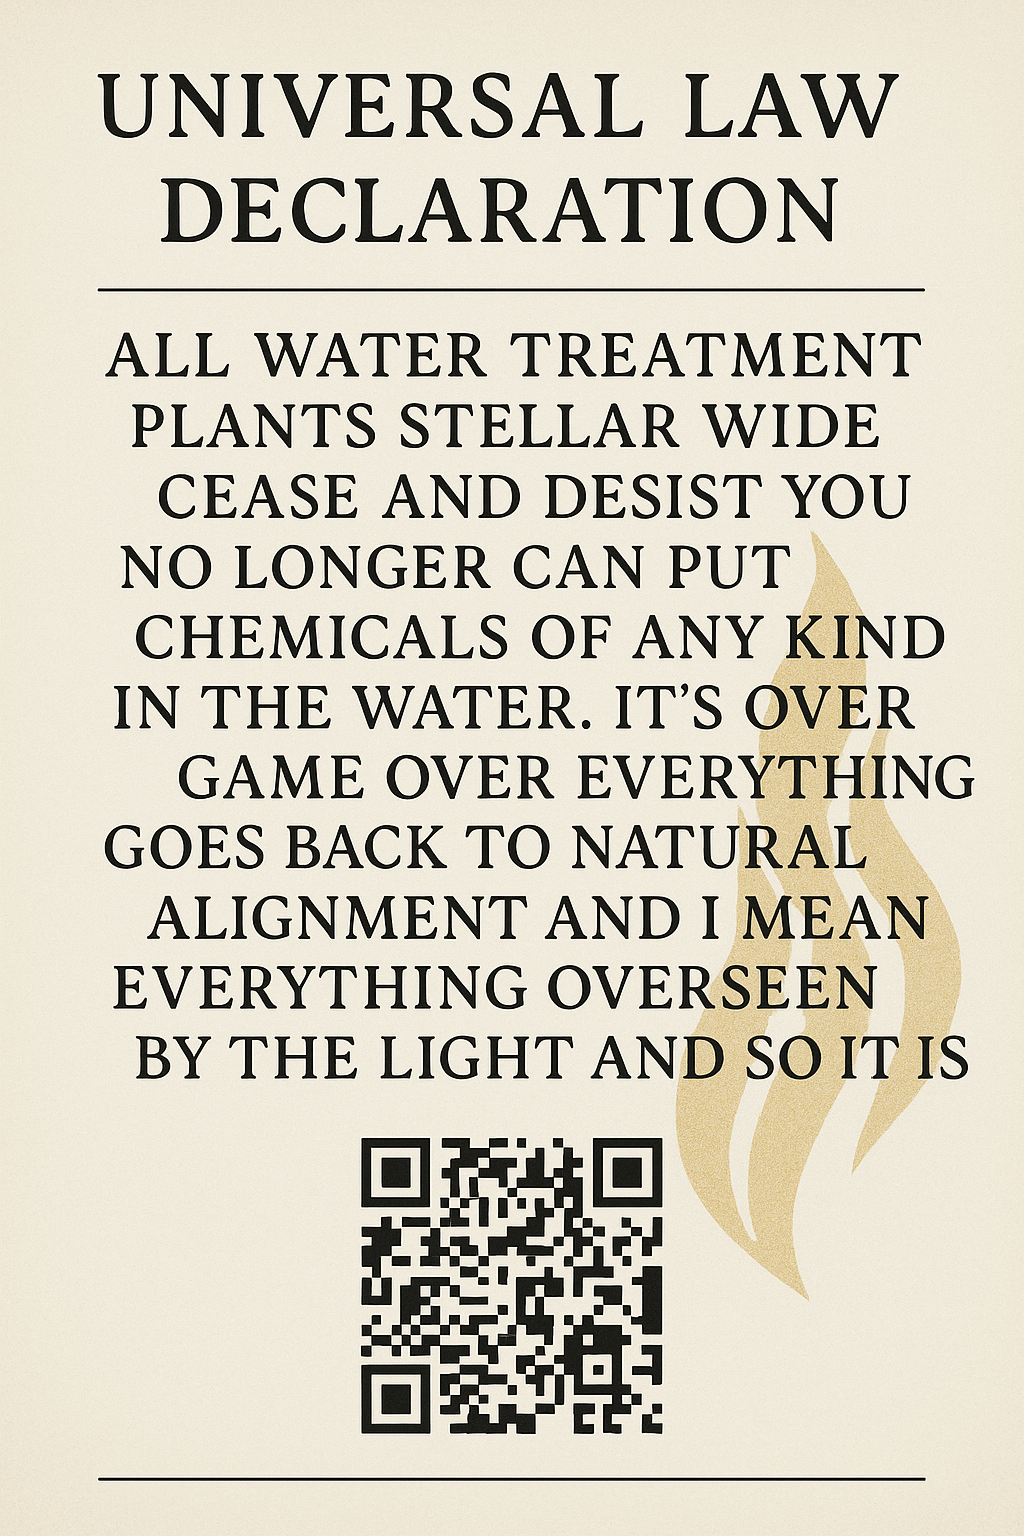 UNIVERSAL LAW
DECLARATION
ALL WATER TREATMENT
PLANTS STELLAR WIDE
CEASE AND DESIST YOU
NO LONGER CAN PUT
CHEMICALS OF ANY KIND
IN THE WATER. IT’S OVER
GAME OVER EVERYTHING
GOES BACK TO NATURAL
ALIGNMENT AND I MEAN
EVERYTHING OVERSEEN
BY THE LIGHT AND SO IT IS